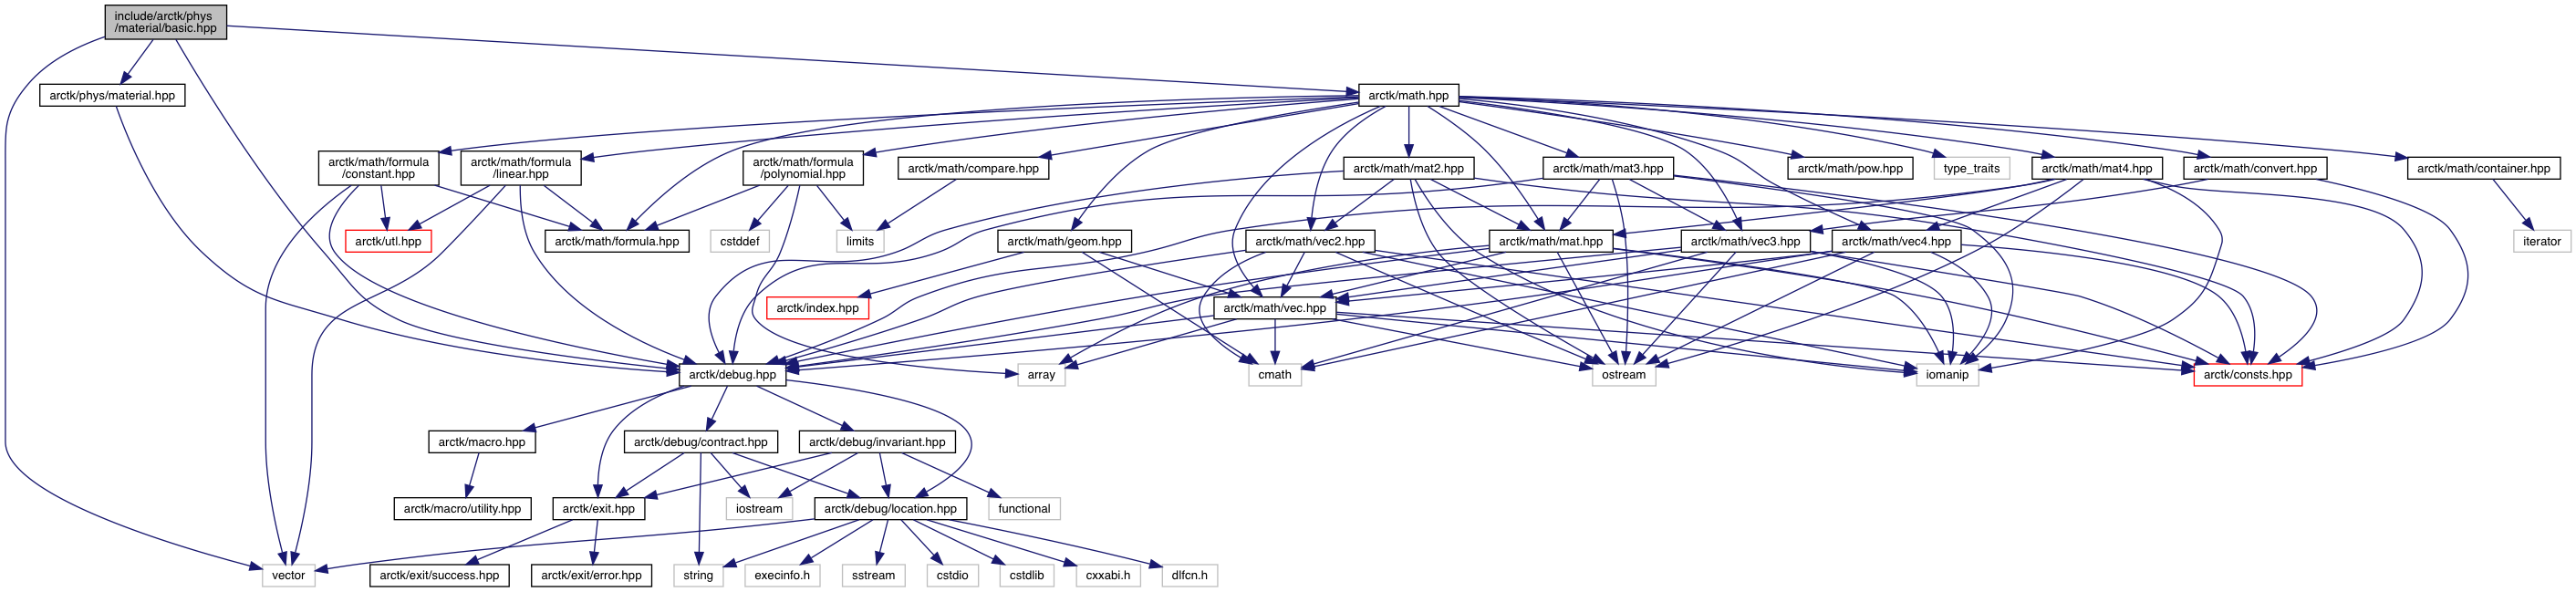 include/arctk/phys
/material/basic.hpp
arctk/phys/material.hpp
arctk/math.hpp
arctk/math/formula
/constant.hpp
arctk/math/formula
/linear.hpp
arctk/math/formula
/polynomial.hpp
arctk/math/compare.hpp
arctk/math/mat2.hpp
arctk/math/mat3.hpp
arctk/math/pow.hpp
type_traits
arctk/math/mat4.hpp
arctk/math/convert.hpp
arctk/math/container.hpp
arctk/utl.hpp
arctk/math/formula.hpp
cstddef
limits
arctk/math/geom.hpp
arctk/math/vec2.hpp
arctk/math/mat.hpp
arctk/math/vec3.hpp
arctk/math/vec4.hpp
iterator
arctk/index.hpp
arctk/math/vec.hpp
arctk/debug.hpp
array
cmath
ostream
iomanip
arctk/consts.hpp
arctk/macro.hpp
arctk/debug/contract.hpp
arctk/debug/invariant.hpp
arctk/macro/utility.hpp
arctk/exit.hpp
iostream
arctk/debug/location.hpp
functional
vector
arctk/exit/success.hpp
arctk/exit/error.hpp
string
execinfo.h
sstream
cstdio
cstdlib
cxxabi.h
dlfcn.h